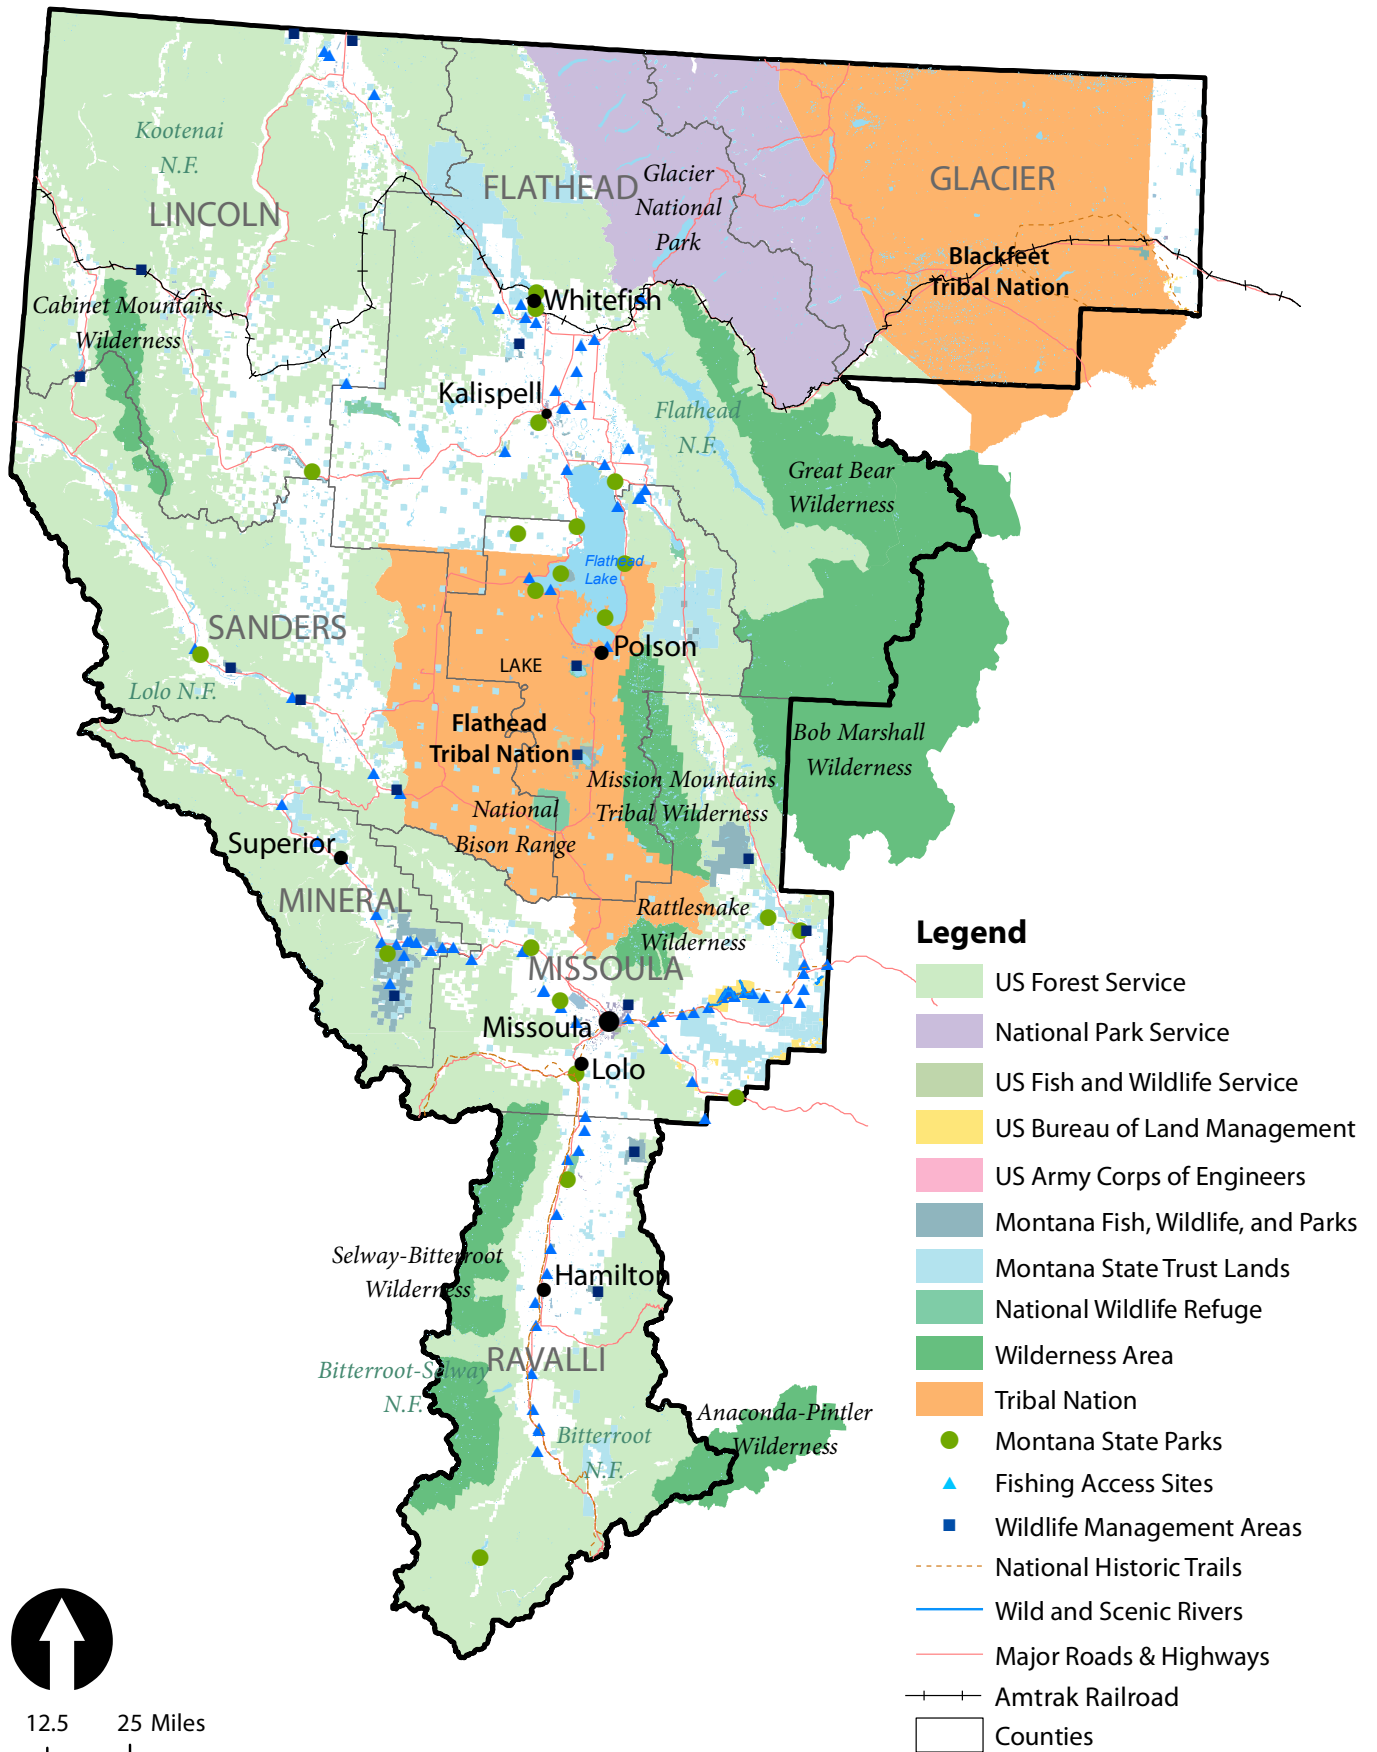 Kootenai
N.F.
LINCOLN
FLATHEAD
Glacier
National
Park
GLACIER
Blackfeet
Tribal Nation
Cabinet Mountains
Wilderness
Whitefish
Kalispell
Flathead
N.F.
Great Bear
Wilderness
Flathead
Lake
SANDERS
Polson
LAKE
Lolo N.F.
Flathead
Tribal Nation
Bob Marshall
Wilderness
Mission Mountains
Tribal Wilderness
National
Bison Range
Superior
MINERAL
Rattlesnake
Wilderness
MISSOULA
Missoula
Lolo
Selway-Bitterroot
Wilderness
Hamilton
RAVALLI
Bitterroot-Selway
N.F.
Bitterroot
N.F.
Anaconda-Pintler
Wilderness
Legend
US Forest Service
National Park Service
US Fish and Wildlife Service
US Bureau of Land Management
US Army Corps of Engineers
Montana Fish, Wildlife, and Parks
Montana State Trust Lands
National Wildlife Refuge
Wilderness Area
Tribal Nation
Montana State Parks
Fishing Access Sites
Wildlife Management Areas
National Historic Trails
Wild and Scenic Rivers
Major Roads & Highways
Amtrak Railroad
Counties
12.5 25 Miles